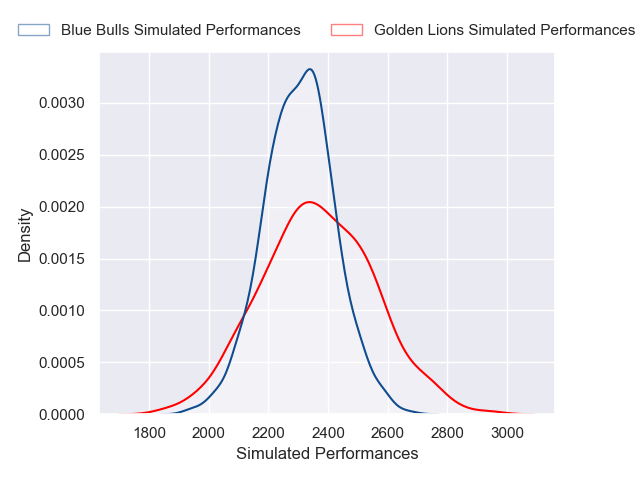 Blue Bulls Simulated Performances Golden Lions Simulated Performances
0.0030
0.0025
0.0020
0.0015
0.0010
0.0005
0.0000
Density
1800 2000 2200 2400 2600 2800 3000
Simulated Performances